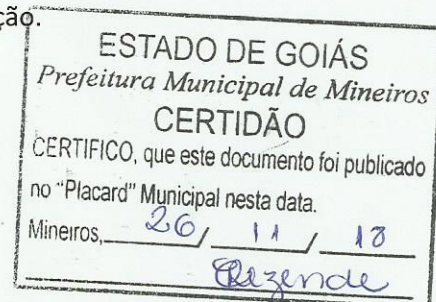 ção.
ESTADO DE GOIÁS
Prefeitura Municipal de Mineiros
CERTIDÃO
CERTIFICO, que este documento foi publicado
no "Placard" Municipal nesta data.
Mineiros, 26/11/18
Rezende